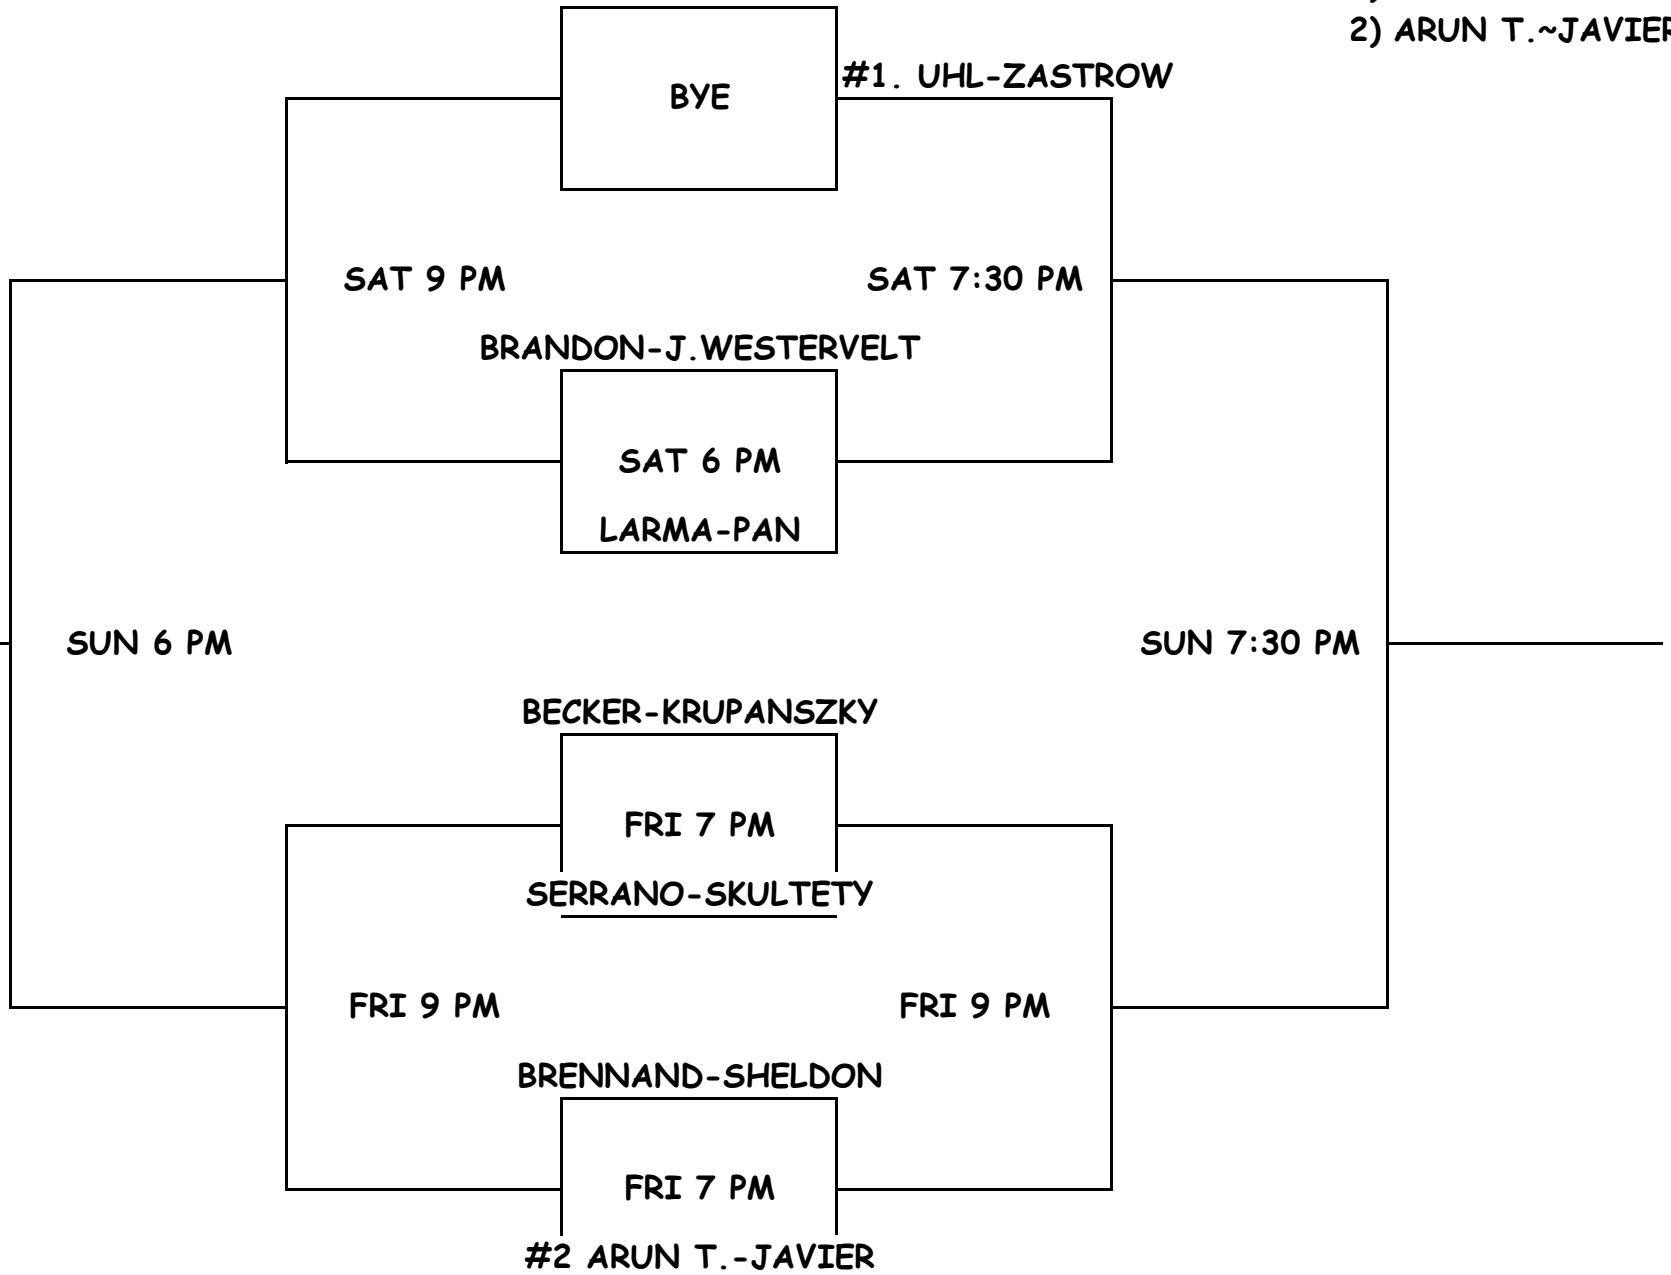 2) ARUN T.~JAVIER
#1. UHL-ZASTROW
BYE
SAT 9 PM
SAT 7:30 PM
BRANDON-J.WESTERVELT
SAT 6 PM
LARMA-PAN
SUN 6 PM
SUN 7:30 PM
BECKER-KRUPANSZKY
FRI 7 PM
SERRANO-SKULTETY
FRI 9 PM
FRI 9 PM
BRENNAND-SHELDON
FRI 7 PM
#2 ARUN T.-JAVIER